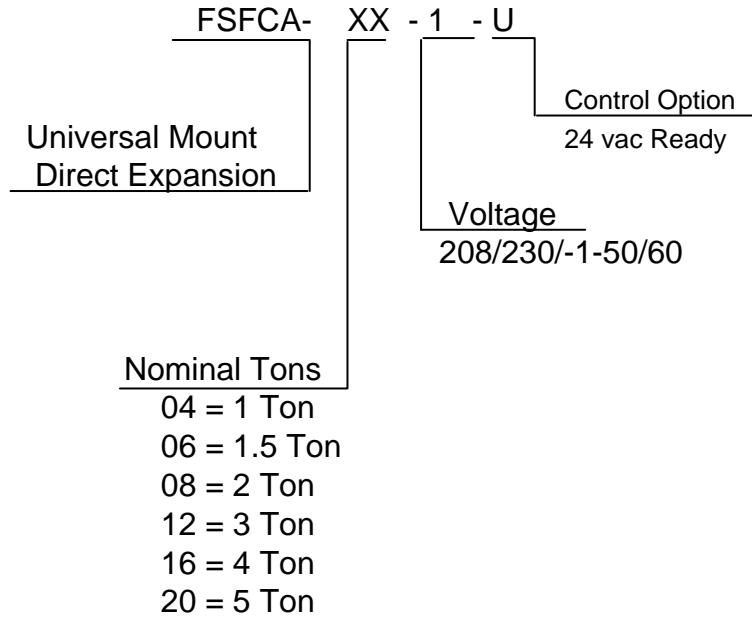 FSFCA- XX - 1 - U
Control Option
24 vac Ready
Universal Mount
Direct Expansion
Voltage
208/230/-1-50/60
Nominal Tons
04 = 1 Ton
06 = 1.5 Ton
08 = 2 Ton
12 = 3 Ton
16 = 4 Ton
20 = 5 Ton